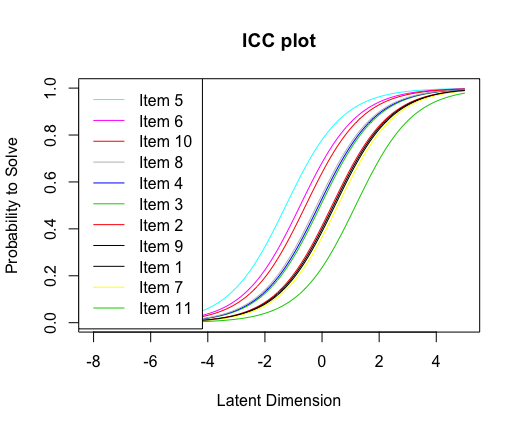 ICC plot
Probability to Solve
1.0
0.8
0.6
0.4
0.2
0.0
Item 5
Item 6
Item 10
Item 8
Item 4
Item 3
Item 2
Item 9
Item 1
Item 7
Item 11
-8 -6 -4 -2 0 2 4
Latent Dimension